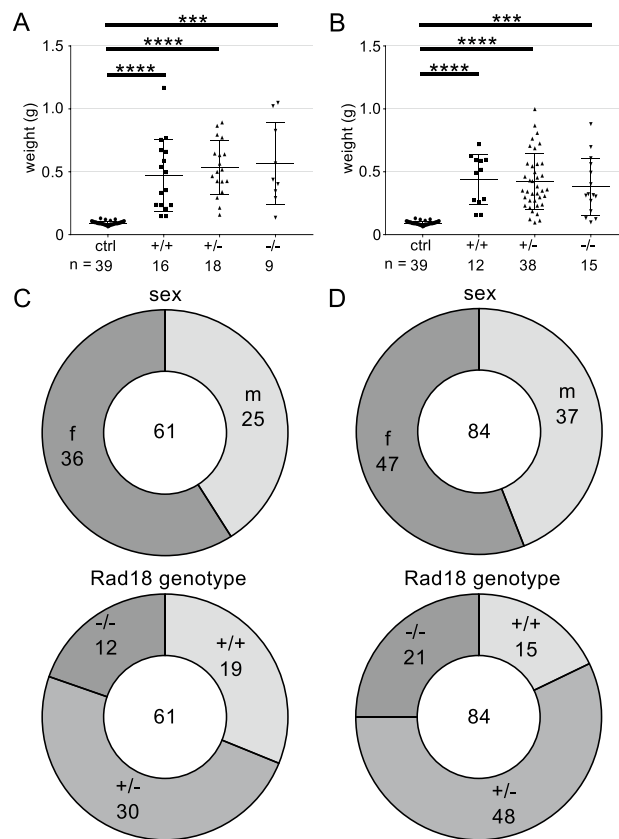 A
***
****
****
1.5
1.0
0.5
0
weight (g)
ctrl +/+ +/- -/-
n = 39 16 18 9
B
***
****
****
1.5
1.0
0.5
0
weight (g)
ctrl +/+ +/- -/-
n = 39 12 38 15
C
sex
m
25
f
36
61
D
sex
m
37
f
47
84
Rad18 genotype
-/-
12
+/+
19
61
+/-
30
Rad18 genotype
-/-
21
+/+
15
84
+/-
48